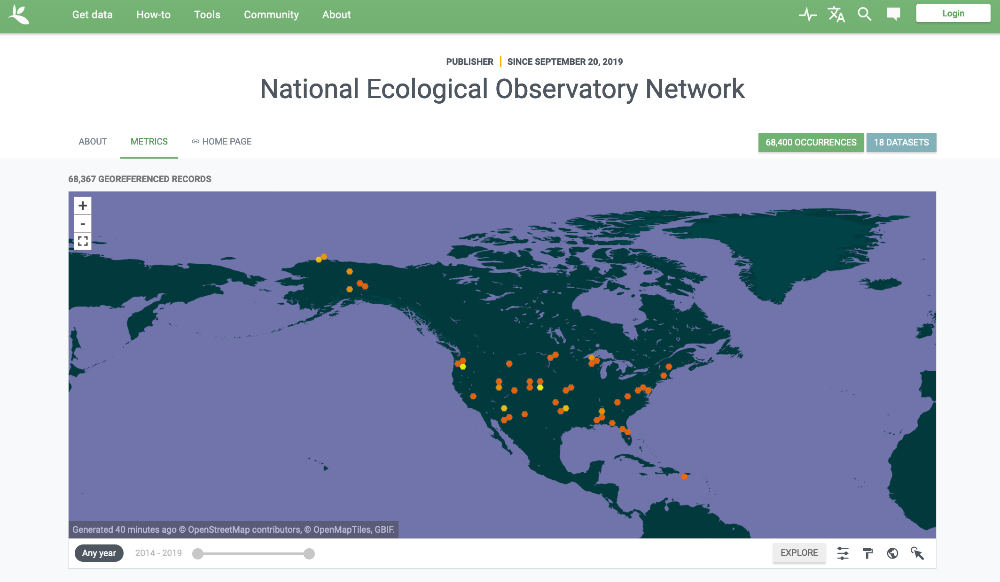 Get data How-to Tools Community About Login
PUBLISHER SINCE SEPTEMBER 20, 2019
National Ecological Observatory Network
ABOUT METRICS HOME PAGE 68,400 OCCURRENCES 18 DATASETS
68,367 GEOREFERENCED RECORDS
+
-
Generated 40 minutes ago © OpenStreetMap contributors, © OpenMapTiles, GBIF.
Any year 2014 - 2019 EXPLORE